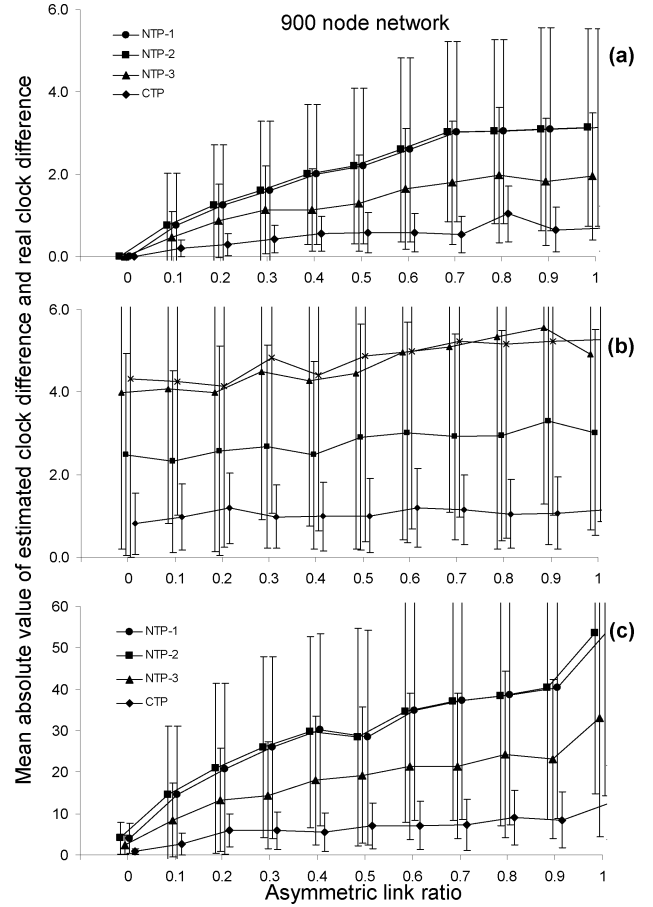 900 node network
(a)
NTP-1
NTP-2
NTP-3
CTP
6.0
4.0
2.0
0.0
0 0.1 0.2 0.3 0.4 0.5 0.6 0.7 0.8 0.9 1
(b)
6.0
4.0
2.0
0.0
0 0.1 0.2 0.3 0.4 0.5 0.6 0.7 0.8 0.9 1
(c)
NTP-1
NTP-2
NTP-3
CTP
60
50
40
30
20
10
0
0 0.1 0.2 0.3 0.4 0.5 0.6 0.7 0.8 0.9 1
Asymmetric link ratio
Mean absolute value of estimated clock difference and real clock difference